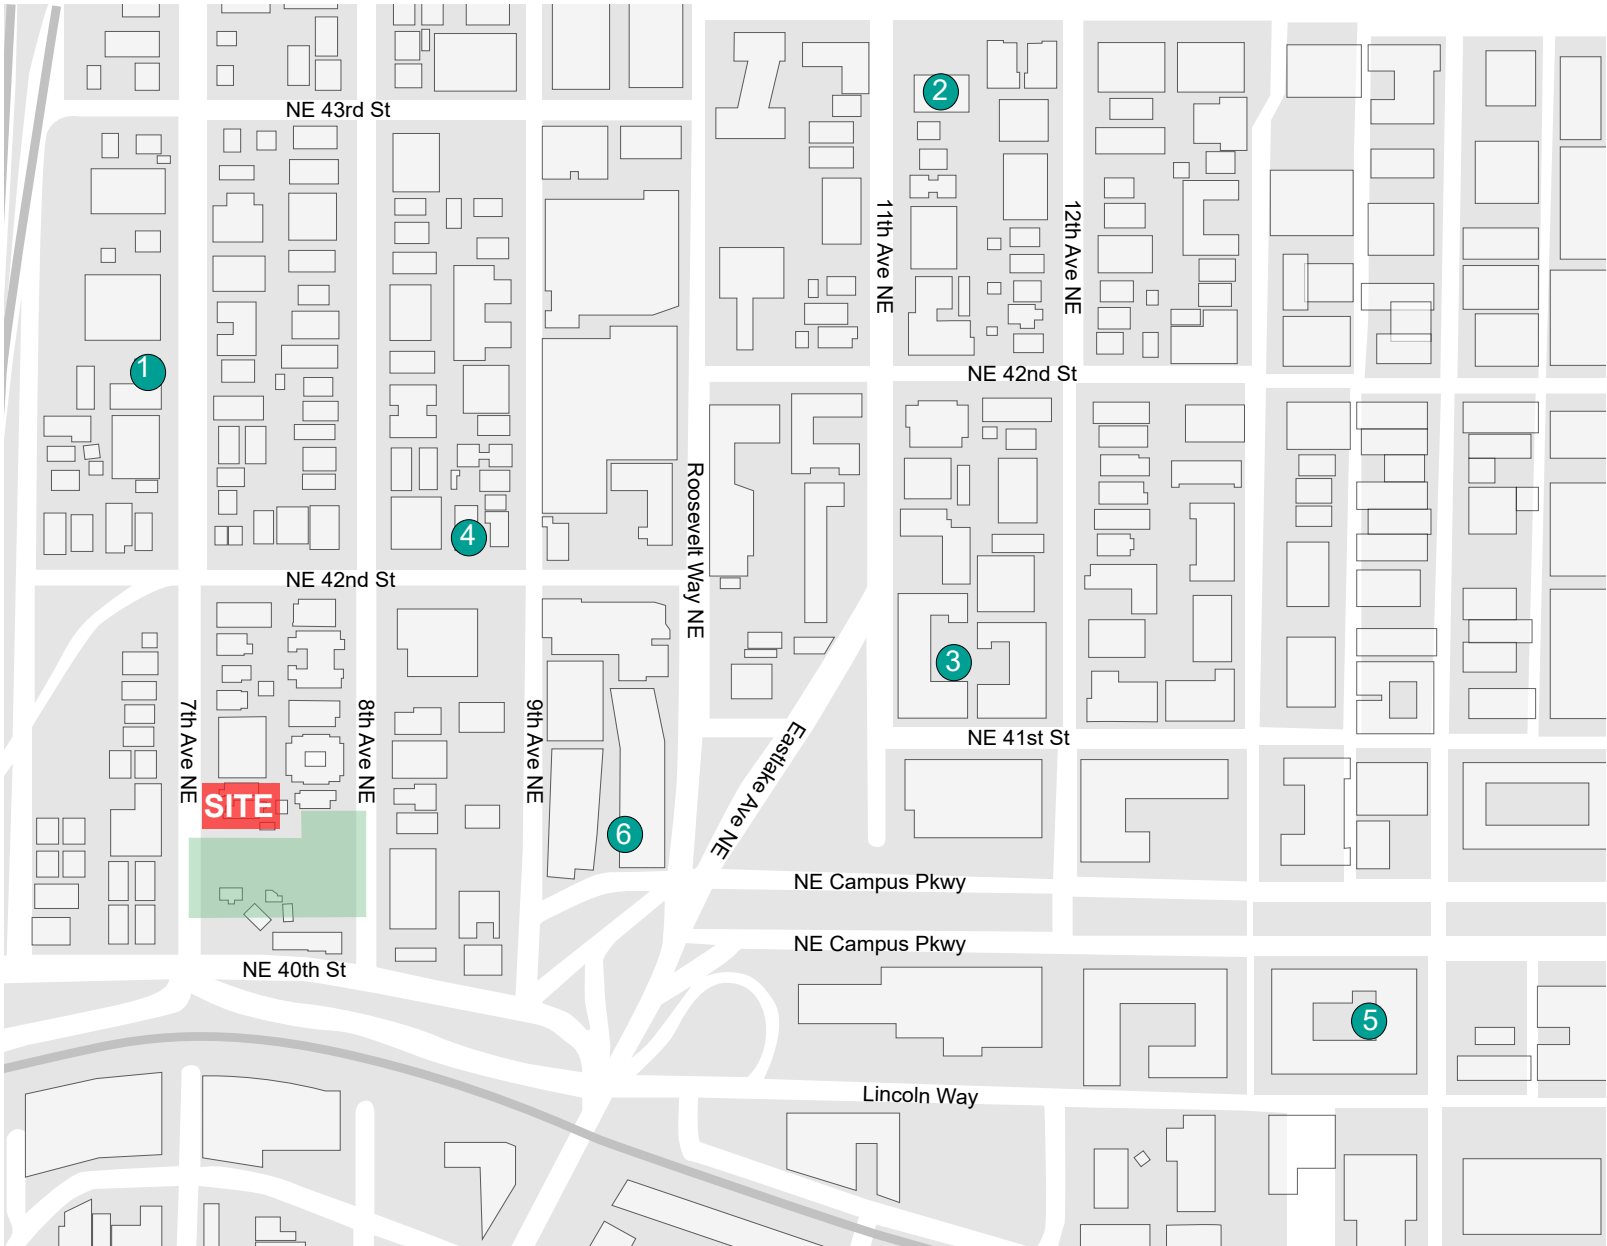 NE 43rd St
2
11th Ave NE
12th Ave NE
1
NE 42nd St
Roosevelt Way NE
4
NE 42nd St
3
7th Ave NE
8th Ave NE
9th Ave NE
Eastlake Ave NE
NE 41st St
SITE
6
NE Campus Pkwy
NE Campus Pkwy
NE 40th St
5
Lincoln Way